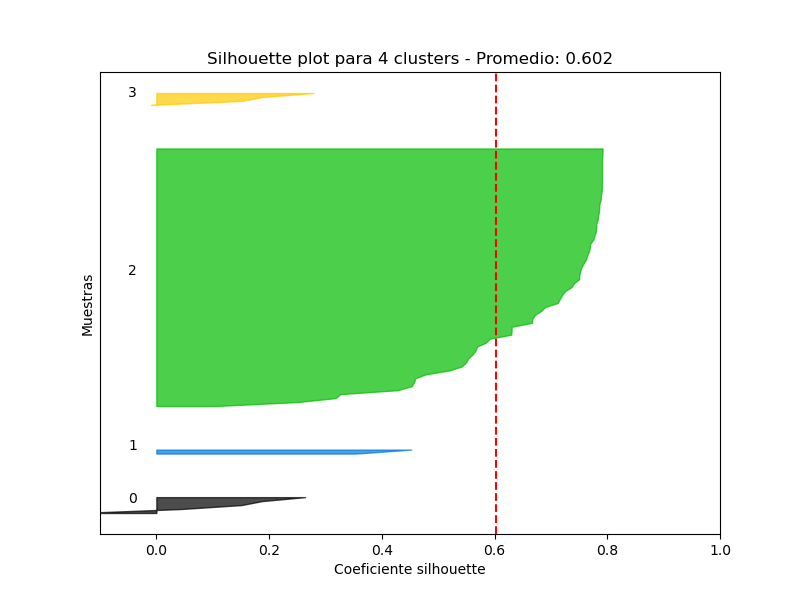 Silhouette plot para 4 clusters - Promedio: 0.602
3
2
1
0
Muestras
0.0 0.2 0.4 0.6 0.8 1.0
Coeficiente silhouette